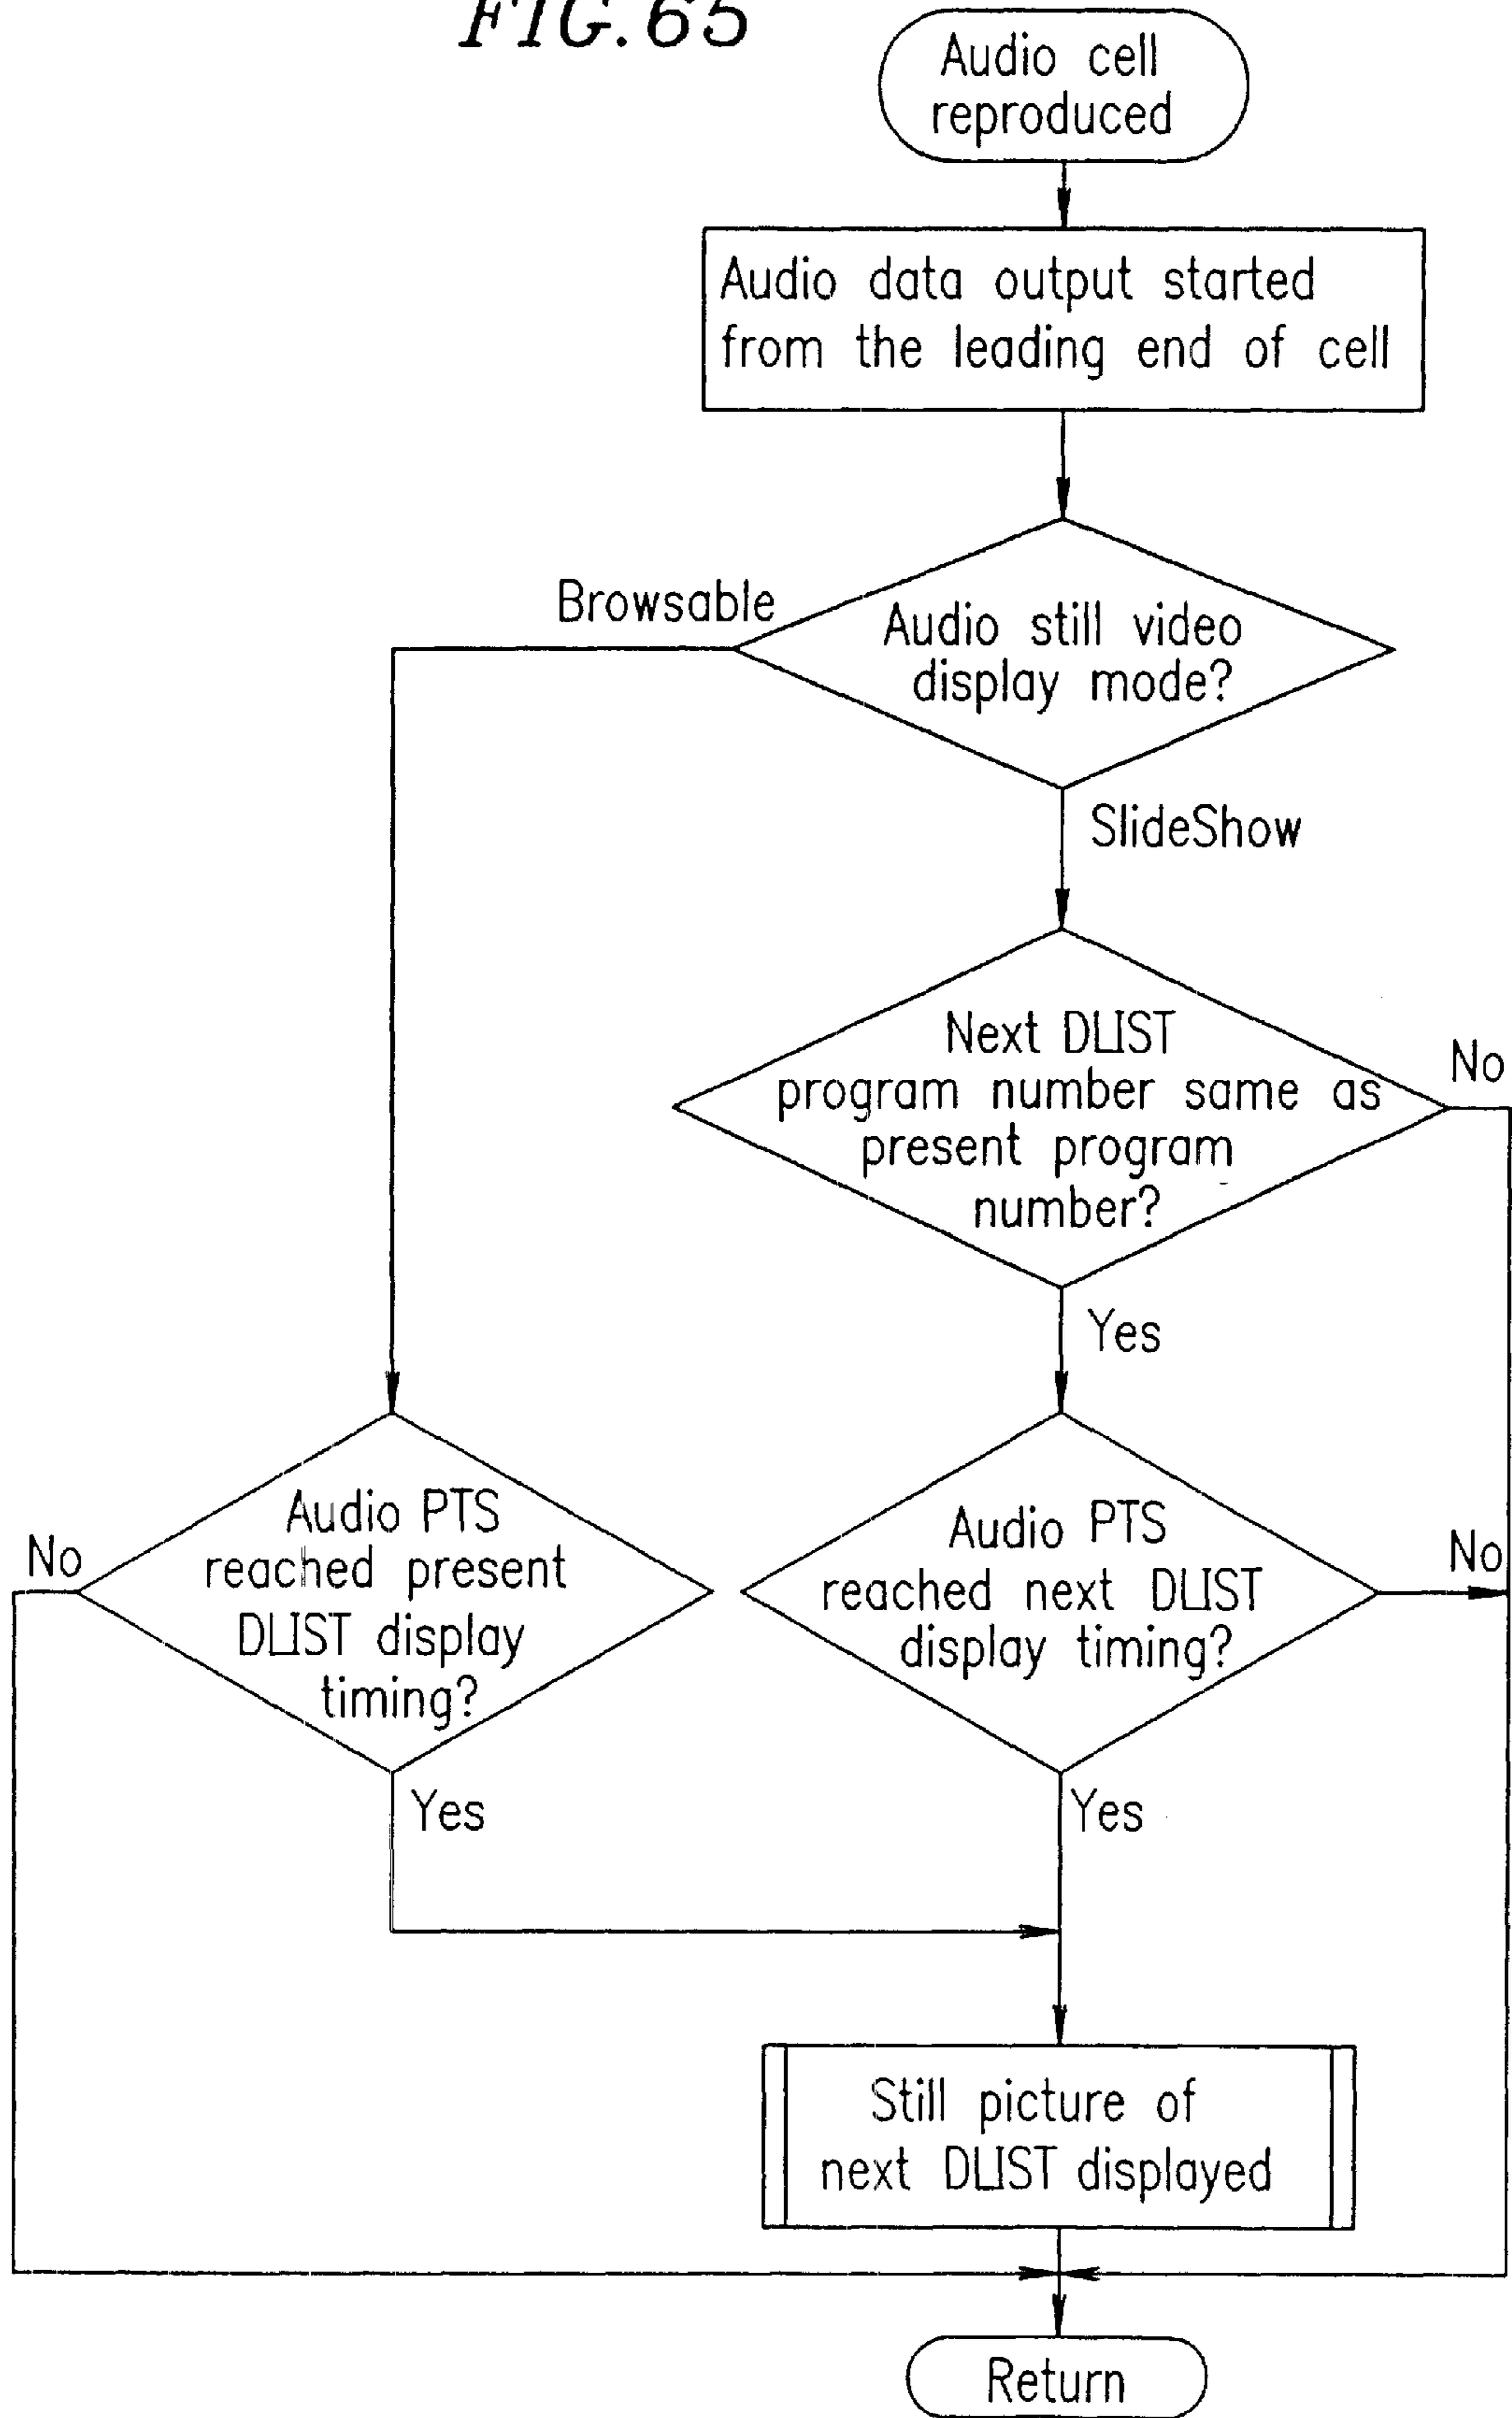 FIG. 65
Audio cell
reproduced
Audio data output started
from the leading end of cell
Browsable
Audio still video
display mode?
SlideShow
Next DLIST
program number same as
present program
number?
No
Yes
Audio PTS
reached present
DLIST display
timing?
No
Audio PTS
reached next DLIST
display timing?
No
Yes
Yes
Still picture of
next DLIST displayed
Return